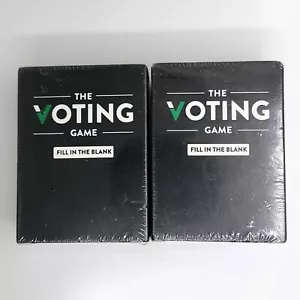 THE
VOTING
GAME
FILL IN THE BLANK
THE
VOTING
GAME
FILL IN THE BLANK